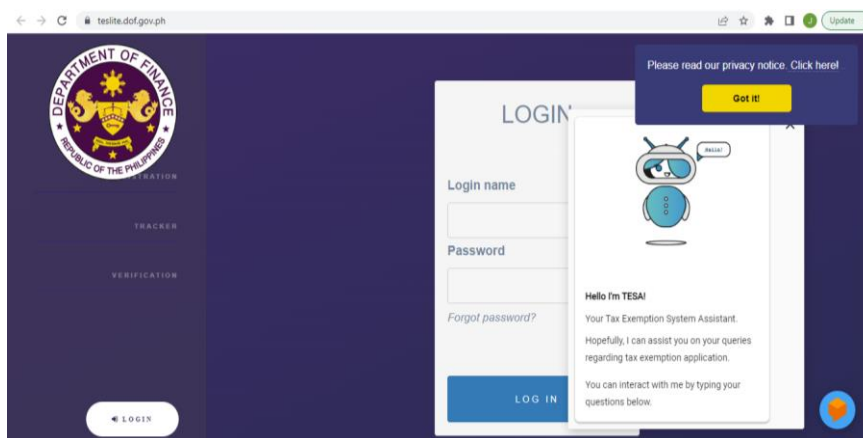 teslite.dof.gov.ph
J
Update
DEPARTMENT OF FINANCE
REPUBLIC OF THE PHILIPPINES
TRATION
TRACKER
VERIFICATION
LOGIN
LOGIN
Login name
Password
Forgot password?
LOG IN
Please read our privacy notice. Click here!
Got it!
Hello!
Hello I'm TESA!
Your Tax Exemption System Assistant.
Hopefully, I can assist you on your queries
regarding tax exemption application.
You can interact with me by typing your
questions below.